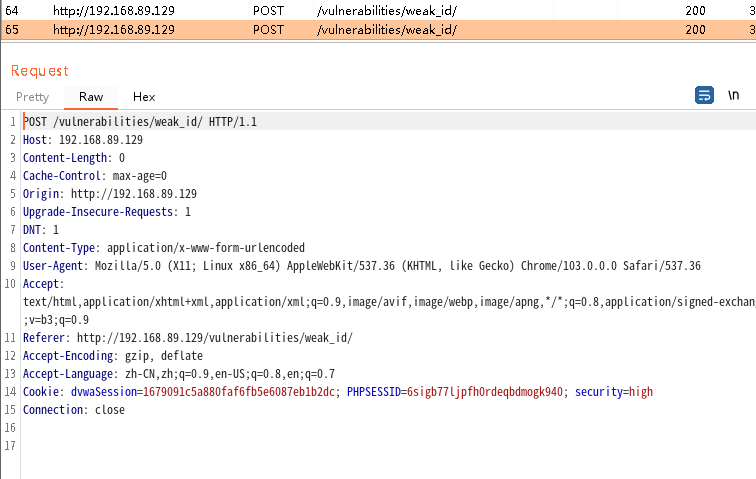 64 http://192.168.89.129 POST /vulnerabilities/weak_id/ 200 3
65 http://192.168.89.129 POST /vulnerabilities/weak_id/ 200 3
Request
Pretty Raw Hex \n
1 POST /vulnerabilities/weak_id/ HTTP/1.1
2 Host: 192.168.89.129
3 Content-Length: 0
4 Cache-Control: max-age=0
5 Origin: http://192.168.89.129
6 Upgrade-Insecure-Requests: 1
7 DNT: 1
8 Content-Type: application/x-www-form-urlencoded
9 User-Agent: Mozilla/5.0 (X11; Linux x86_64) AppleWebKit/537.36 (KHTML, like Gecko) Chrome/103.0.0.0 Safari/537.36
10 Accept:
text/html,application/xhtml+xml,application/xml;q=0.9,image/avif,image/webp,image/apng,*/*;q=0.8,application/signed-exchan
;v=b3;q=0.9
11 Referer: http://192.168.89.129/vulnerabilities/weak_id/
12 Accept-Encoding: gzip, deflate
13 Accept-Language: zh-CN,zh;q=0.9,en-US;q=0.8,en;q=0.7
14 Cookie: dvwaSession=1679091c5a880faf6fb5e6087eb1b2dc; PHPSESSID=6sigb77ljpfh0rdeqbdmogk940; security=high
15 Connection: close
16
17